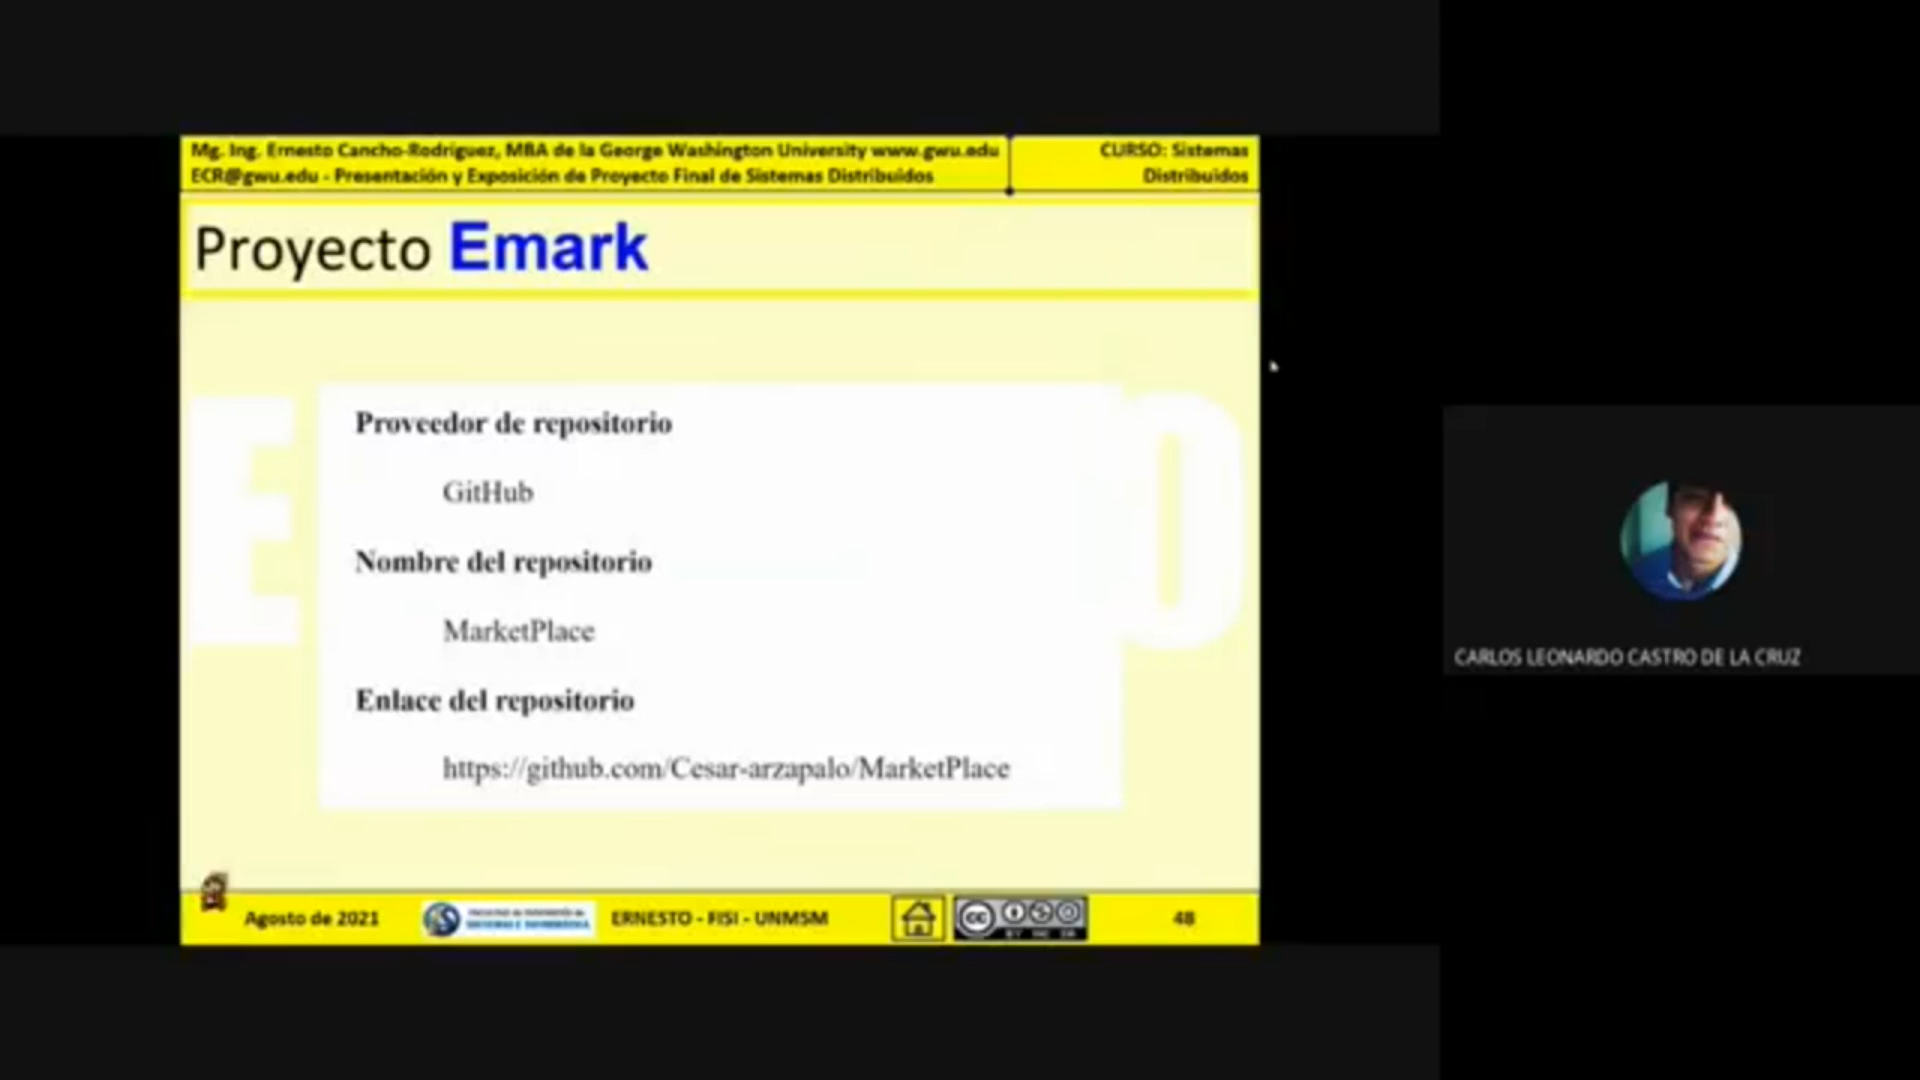 Mg. Ing. Ernesto Cancho-Rodríguez, MBA de la George Washington University www.gwu.edu
ECR@gwu.edu - Presentación y Exposición de Proyecto Final de Sistemas Distribuidos
CURSO: Sistemas
Distribuidos
Proyecto Emark
E
O
Proveedor de repositorio
GitHub
Nombre del repositorio
MarketPlace
Enlace del repositorio
https://github.com/Cesar-arzapalo/MarketPlace
CARLOS LEONARDO CASTRO DE LA CRUZ
Agosto de 2021
ERNESTO - FISI - UNMSM
cc
48